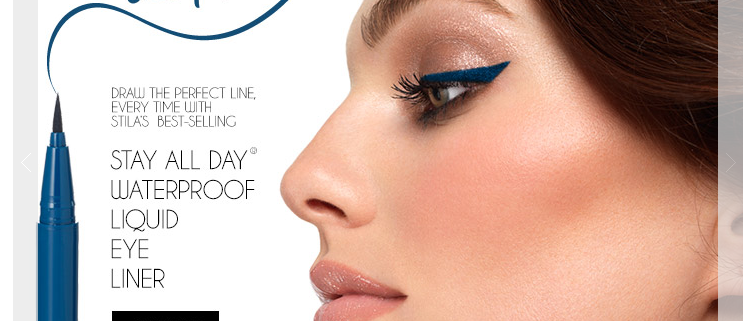 DRAW THE PERFECT LINE,
EVERY TIME WITH
STILA'S BEST-SELLING
STAY ALL DAY®
WATERPROOF
LIQUID
EYE
LINER